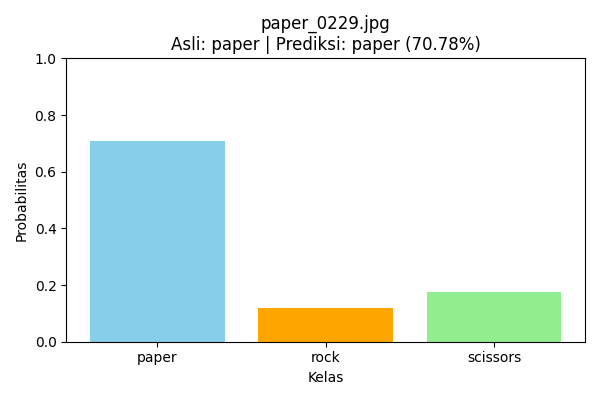 paper_0229.jpg
Asli: paper | Prediksi: paper (70.78%)
1.0
0.8
0.6
0.4
0.2
0.0
Probabilitas
paper
rock
scissors
Kelas